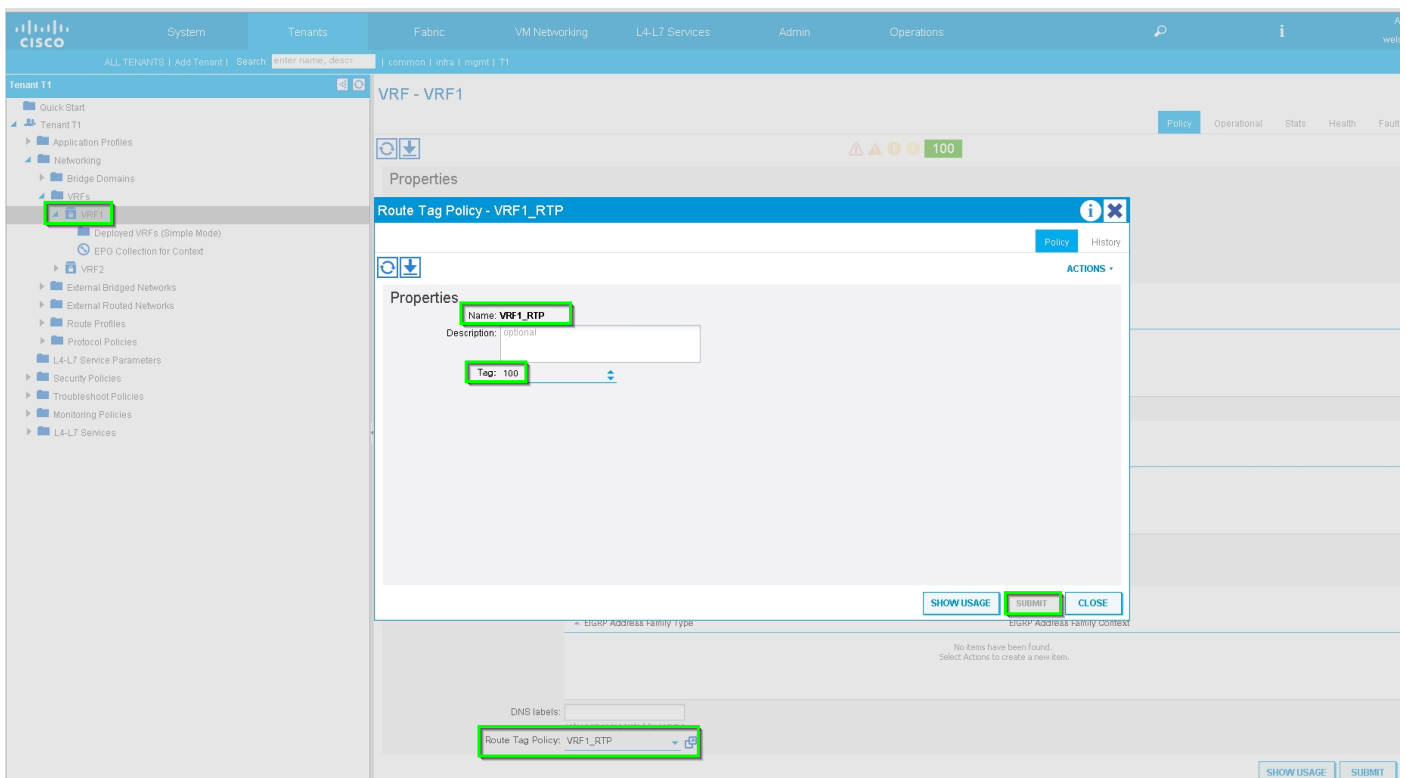 CISCO
System Tenants Fabric VM Networking L4-L7 Services Admin Operations
i
ALL TENANTS | Add Tenant | Search: enter name, descr | common | infra | mgmt | T1
Tenant T1
Quick Start
Tenant T1
Application Profiles
Networking
Bridge Domains
VRFs
VRF1
Deployed VRFs (Simple Mode)
EPG Collection for Context
VRF2
External Bridged Networks
External Routed Networks
Route Profiles
Protocol Policies
L4-L7 Service Parameters
Security Policies
Troubleshoot Policies
Monitoring Policies
L4-L7 Services
VRF - VRF1
Policy Operational Stats Health Fault
100
Properties
Route Tag Policy - VRF1_RTP
i
Policy History
ACTIONS
Properties
Name: VRF1_RTP
Description: optional
Tag: 100
SHOW USAGE SUBMIT CLOSE
EIGRP Address Family Type EIGRP Address Family Context
No items have been found.
Select Actions to create a new item.
DNS labels:
Route Tag Policy: VRF1_RTP
SHOW USAGE SUBMIT